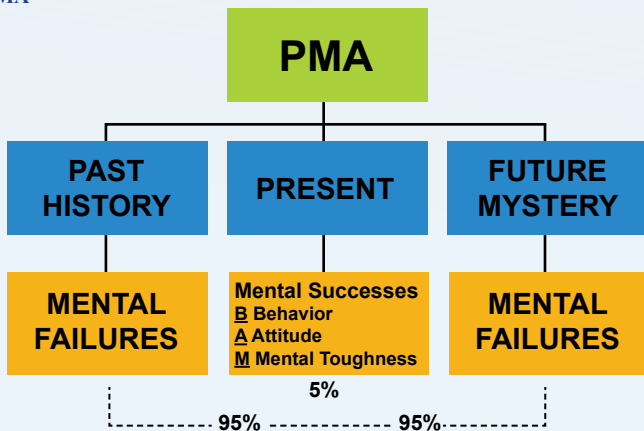 MA
PMA
PAST
HISTORY
PRESENT
FUTURE
MYSTERY
MENTAL
FAILURES
Mental Successes
B Behavior
A Attitude
M Mental Toughness
MENTAL
FAILURES
5%
95% 95%